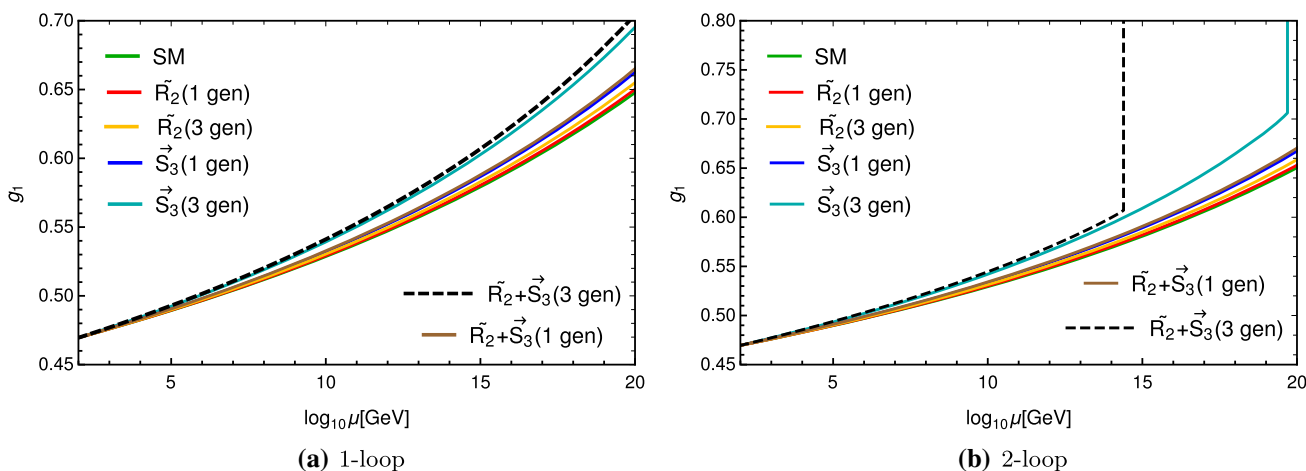 0.70
0.65
0.60
0.55
0.50
0.45
g₁
SM
R̃₂(1 gen)
R̃₂(3 gen)
S⃗₃(1 gen)
S⃗₃(3 gen)
R̃₂+S⃗₃(3 gen)
R̃₂+S⃗₃(1 gen)
5 10 15 20
log₁₀μ[GeV]
(a) 1-loop
0.80
0.75
0.70
0.65
0.60
0.55
0.50
0.45
g₁
SM
R̃₂(1 gen)
R̃₂(3 gen)
S⃗₃(1 gen)
S⃗₃(3 gen)
R̃₂+S⃗₃(1 gen)
R̃₂+S⃗₃(3 gen)
5 10 15 20
log₁₀μ[GeV]
(b) 2-loop